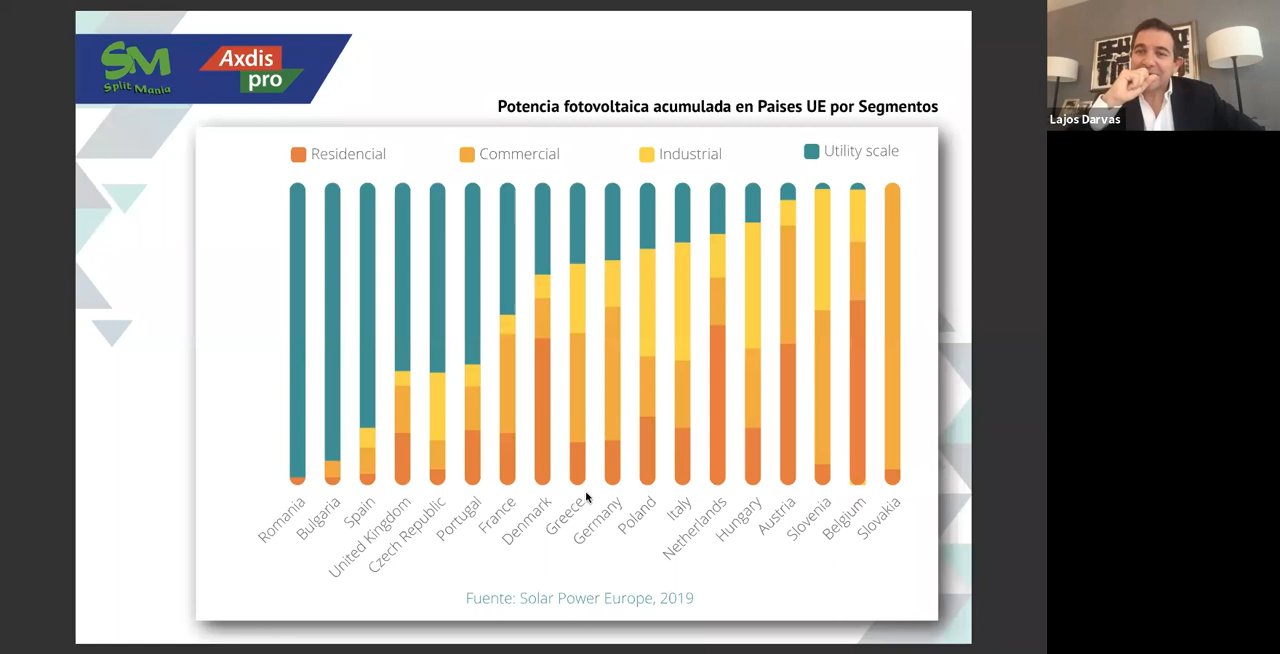 SM
Split Mania
Axdis
pro
Potencia fotovoltaica acumulada en Paises UE por Segmentos
Lajos Darvas
Residencial
Commercial
Industrial
Utility scale
Romania
Bulgaria
Spain
United Kingdom
Czech Republic
Portugal
France
Denmark
Greece
Germany
Poland
Italy
Netherlands
Hungary
Austria
Slovenia
Belgium
Slovakia
Fuente: Solar Power Europe, 2019